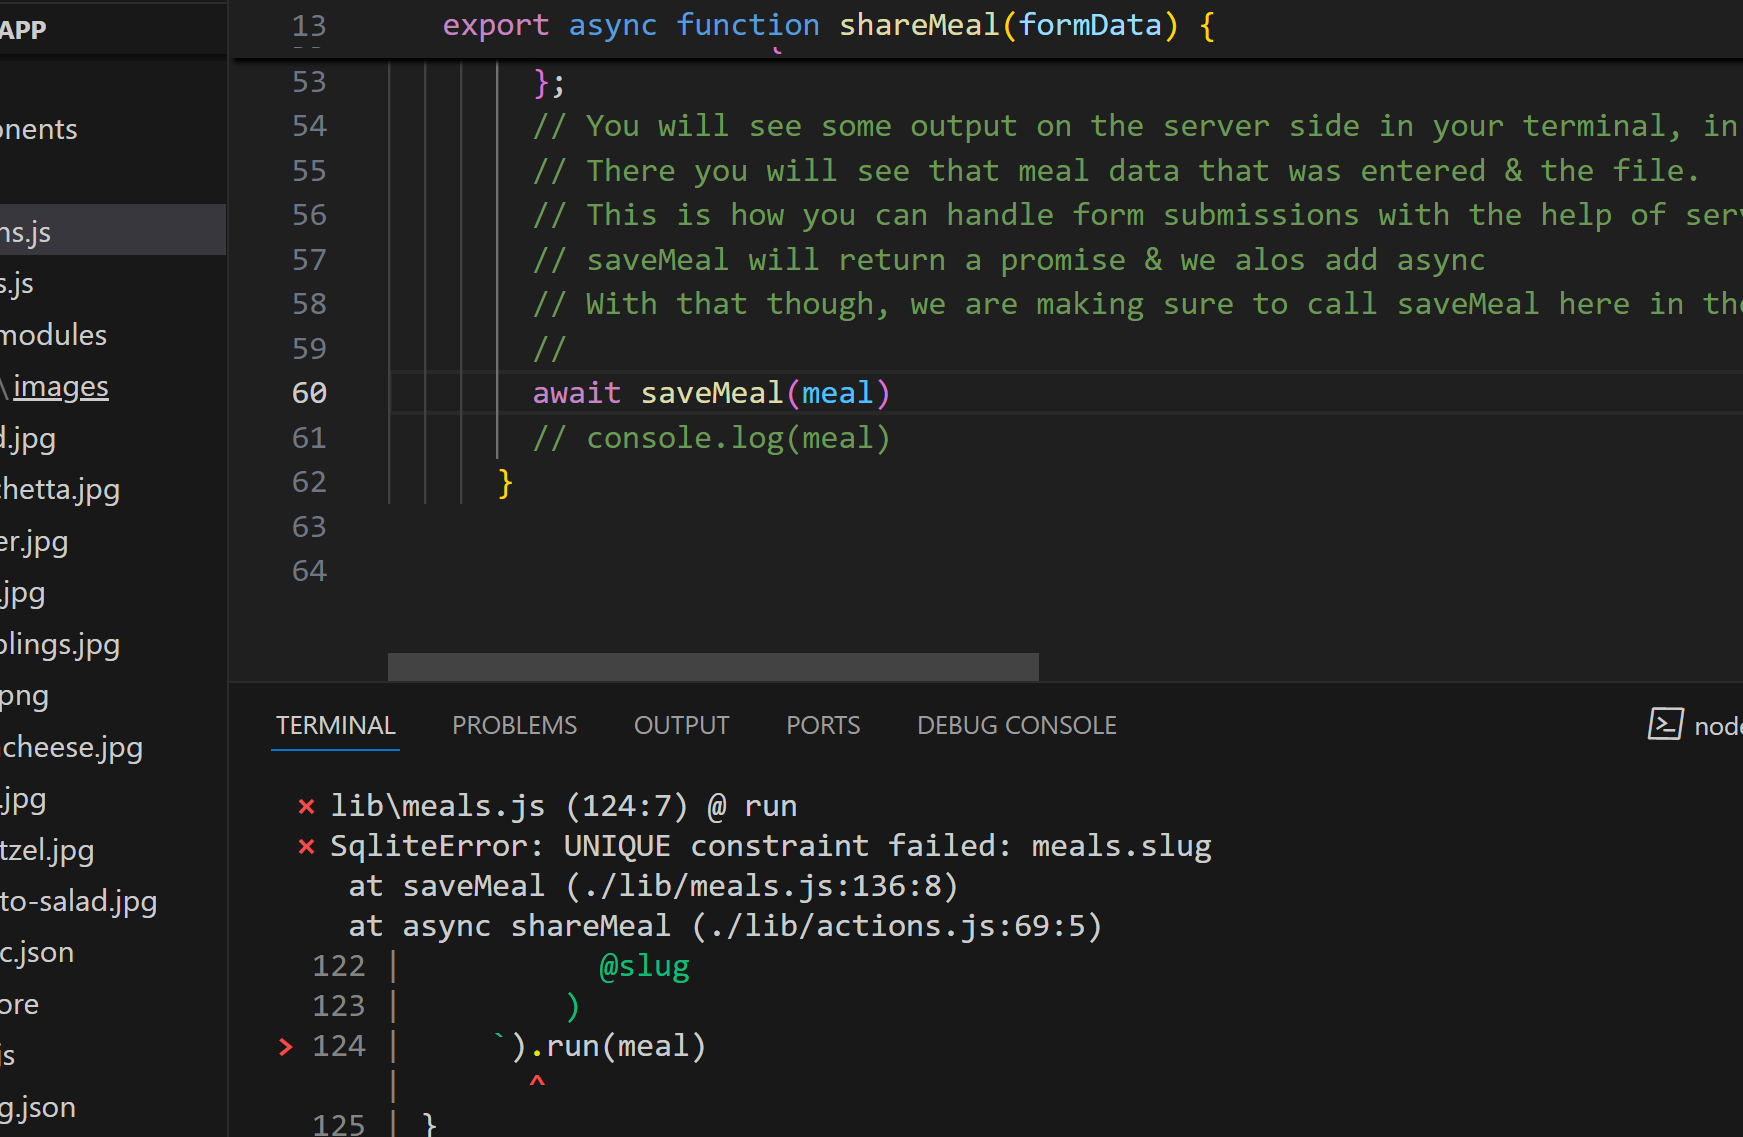 APP
onents
ns.js
s.js
modules
\images
d.jpg
chetta.jpg
er.jpg
.jpg
plings.jpg
png
ncheese.jpg
.jpg
tzel.jpg
to-salad.jpg
c.json
ore
js
g.json
13 export async function shareMeal(formData) {
53 };
54 // You will see some output on the server side in your terminal, in
55 // There you will see that meal data that was entered & the file.
56 // This is how you can handle form submissions with the help of serv
57 // saveMeal will return a promise & we alos add async
58 // With that though, we are making sure to call saveMeal here in the
59 //
60 await saveMeal(meal)
61 // console.log(meal)
62 }
63
64
TERMINAL PROBLEMS OUTPUT PORTS DEBUG CONSOLE node
× lib\meals.js (124:7) @ run
× SqliteError: UNIQUE constraint failed: meals.slug
at saveMeal (./lib/meals.js:136:8)
at async shareMeal (./lib/actions.js:69:5)
122 | @slug
123 | )
> 124 | `).run(meal)
| ^
125 | }